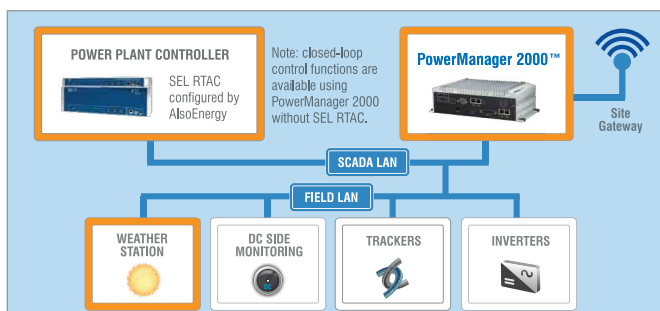 POWER PLANT CONTROLLER
SEL RTAC
configured by
AlsoEnergy
Note: closed-loop
control functions are
available using
PowerManager 2000
without SEL RTAC.
PowerManager 2000™
Site
Gateway
SCADA LAN
FIELD LAN
WEATHER
STATION
DC SIDE
MONITORING
TRACKERS
INVERTERS